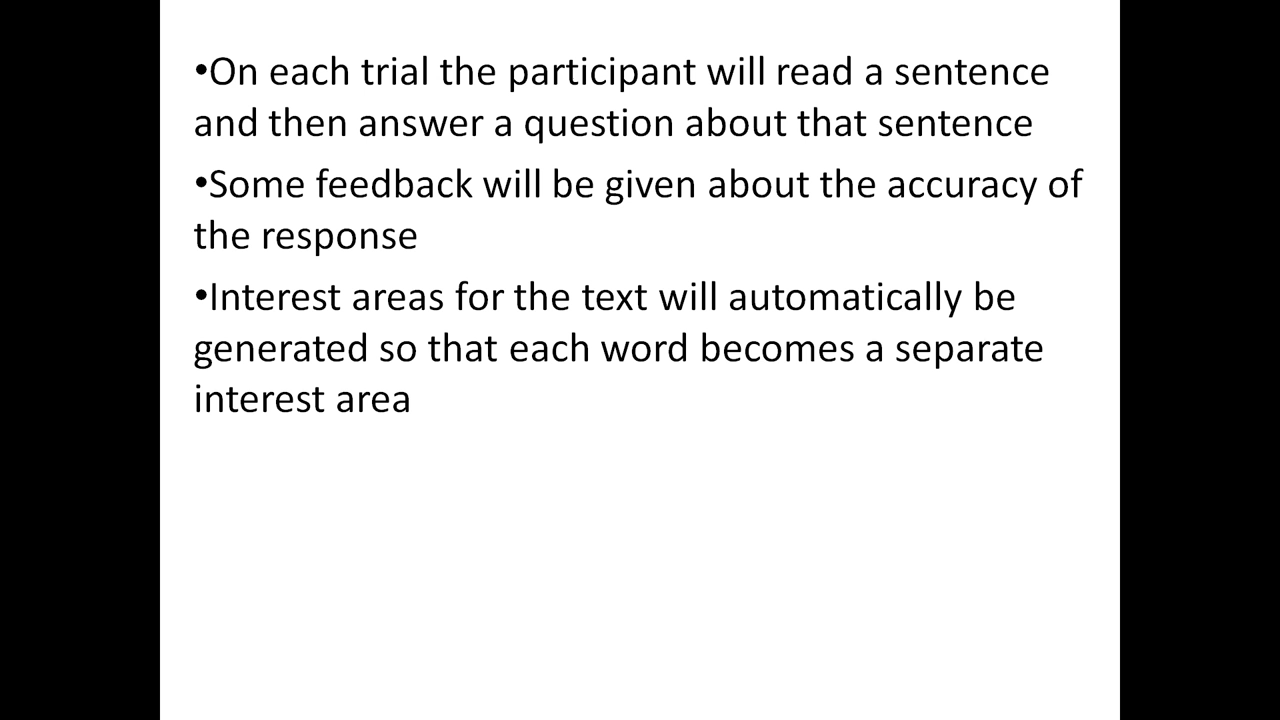 •On each trial the participant will read a sentence
and then answer a question about that sentence
•Some feedback will be given about the accuracy of
the response
•Interest areas for the text will automatically be
generated so that each word becomes a separate
interest area